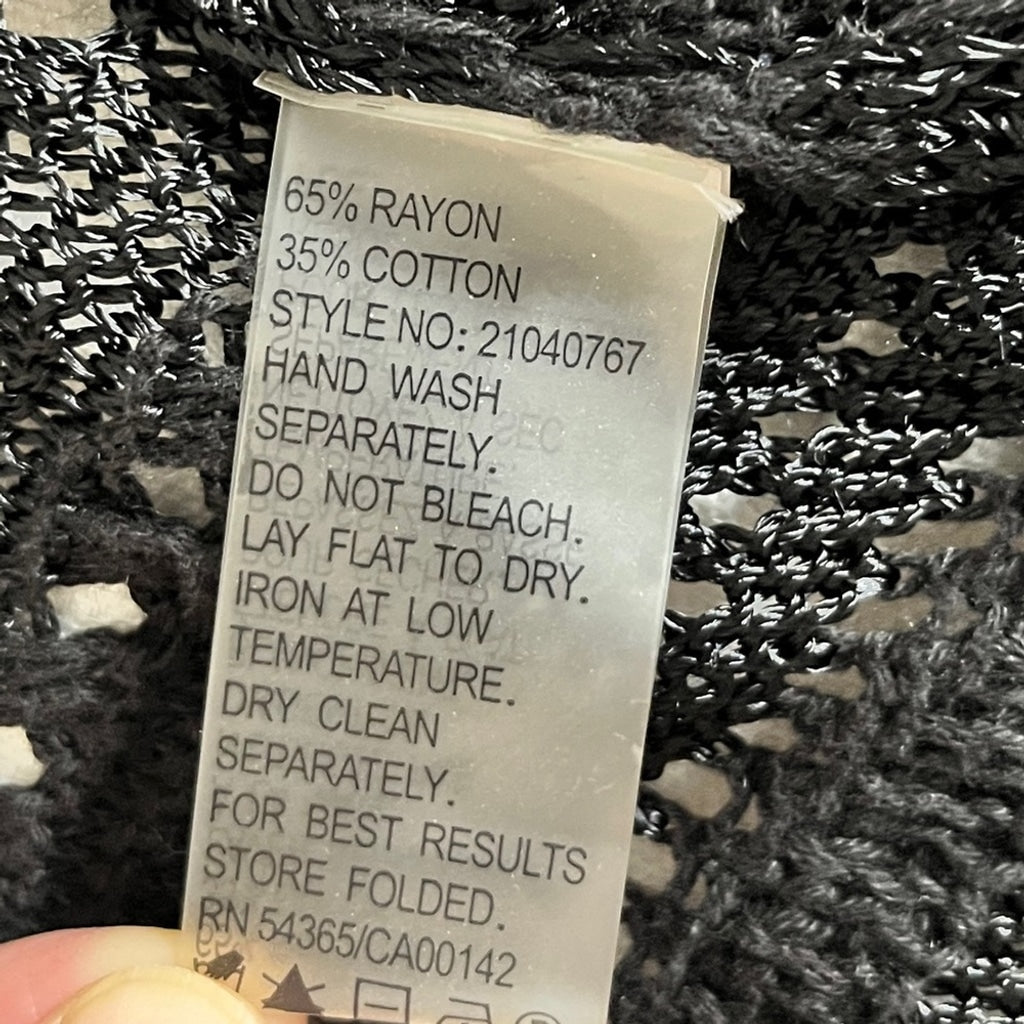 65% RAYON
35% COTTON
STYLE NO: 21040767
HAND WASH
SEPARATELY.
DO NOT BLEACH.
LAY FLAT TO DRY.
IRON AT LOW
TEMPERATURE.
DRY CLEAN
SEPARATELY.
FOR BEST RESULTS
STORE FOLDED.
RN 54365/CA00142